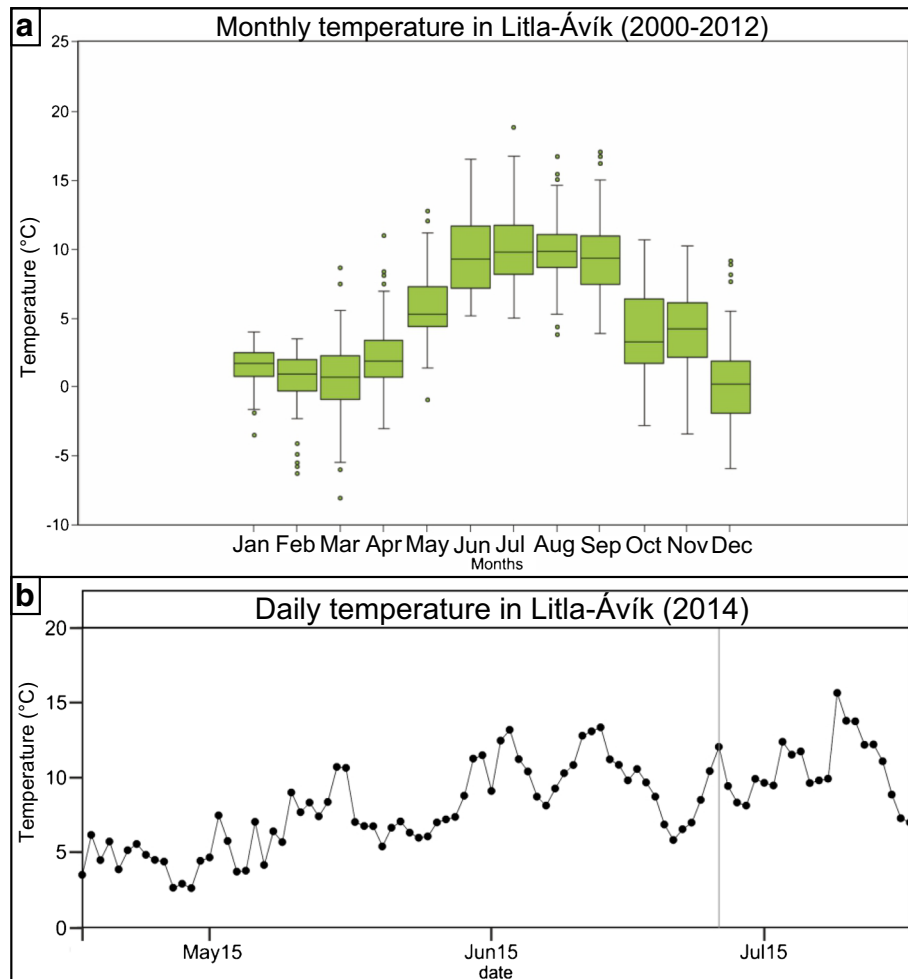 a
Monthly temperature in Litla-Ávík (2000-2012)
25
20
15
10
5
0
-5
-10
Temperature (°C)
Jan Feb Mar Apr May Jun Jul Aug Sep Oct Nov Dec
Months
b
Daily temperature in Litla-Ávík (2014)
20
15
10
5
0
Temperature (°C)
May15 Jun15 Jul15
date